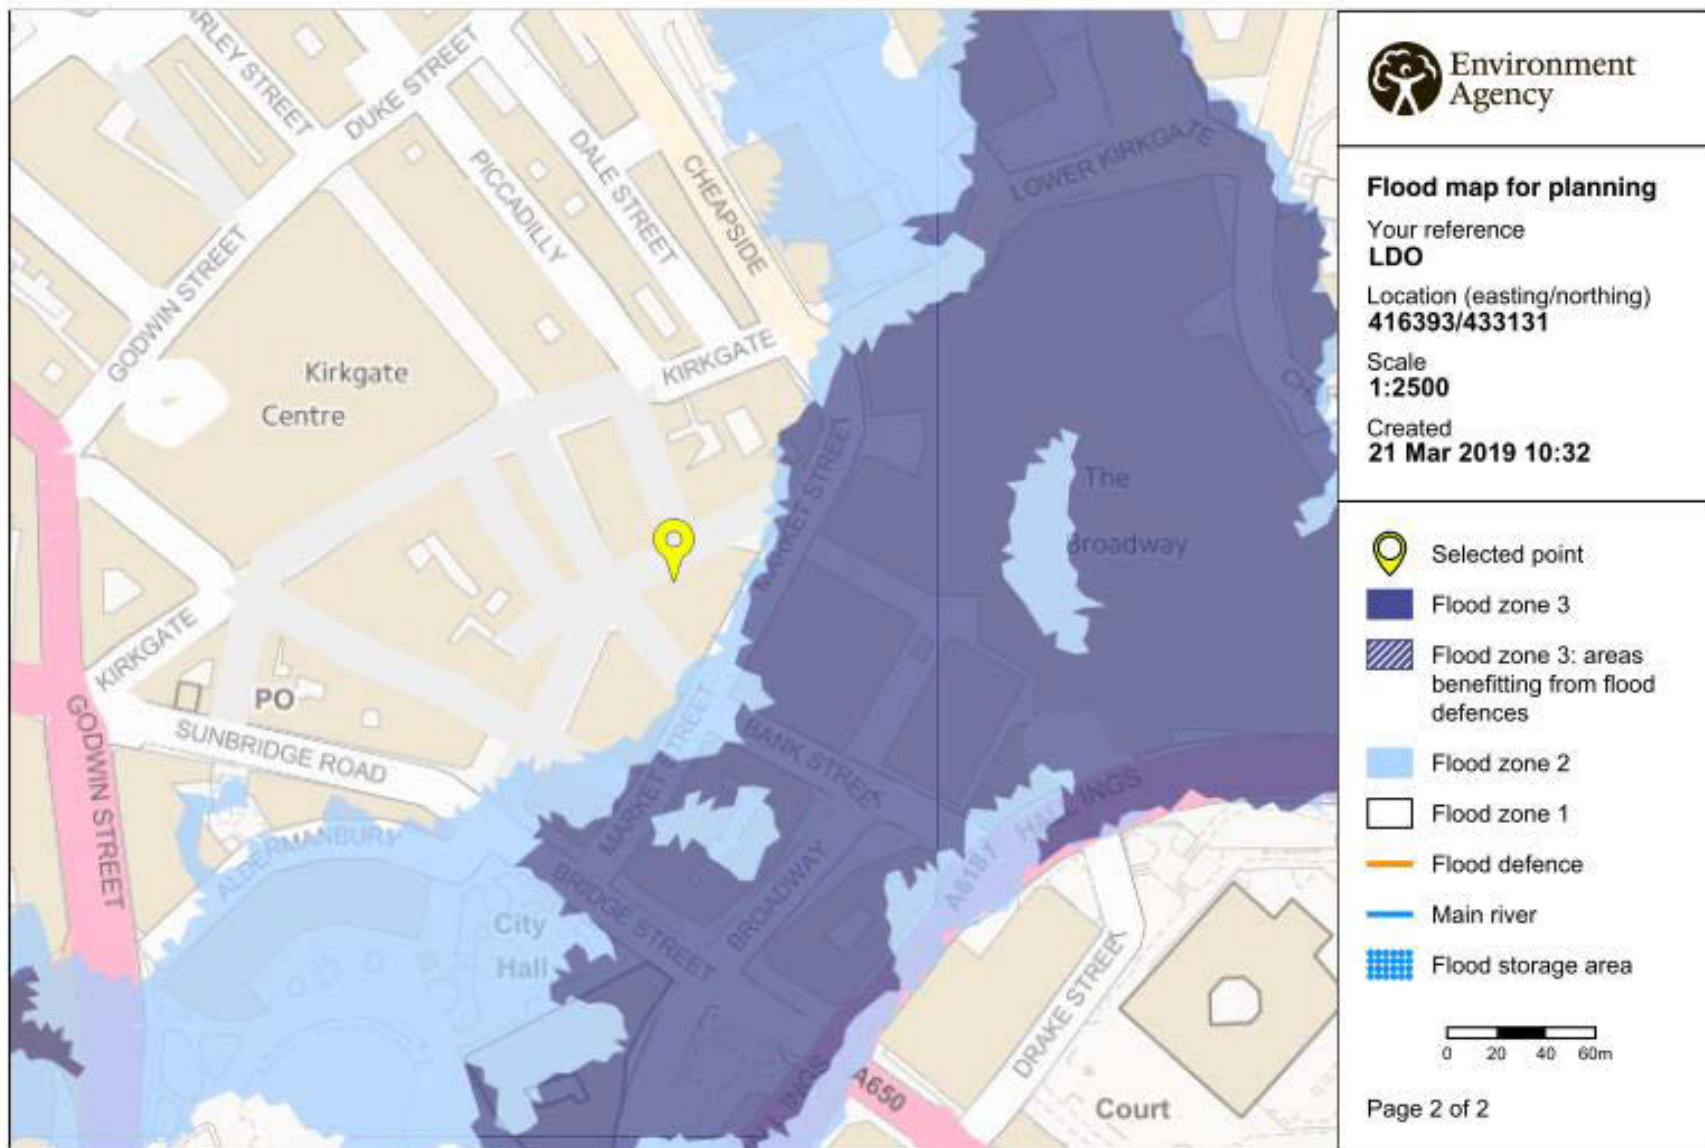 ARLEY STREET
DUKE STREET
PICCADILLY
DALE STREET
CHEAPSIDE
LOWER KIRKGATE
GODWIN STREET
Kirkgate
Centre
KIRKGATE
MARKET STREET
The
Broadway
KIRKGATE
PO
SUNBRIDGE ROAD
GODWIN STREET
MARKET STREET
BANK STREET
ALDERMANBURY
BRIDGE STREET
BROADWAY
City
Hall
A6181
DRAKE STREET
A650
INGS
Court
Environment
Agency
Flood map for planning
Your reference
LDO
Location (easting/northing)
416393/433131
Scale
1:2500
Created
21 Mar 2019 10:32
Selected point
Flood zone 3
Flood zone 3: areas
benefitting from flood
defences
Flood zone 2
Flood zone 1
Flood defence
Main river
Flood storage area
0 20 40 60m
Page 2 of 2